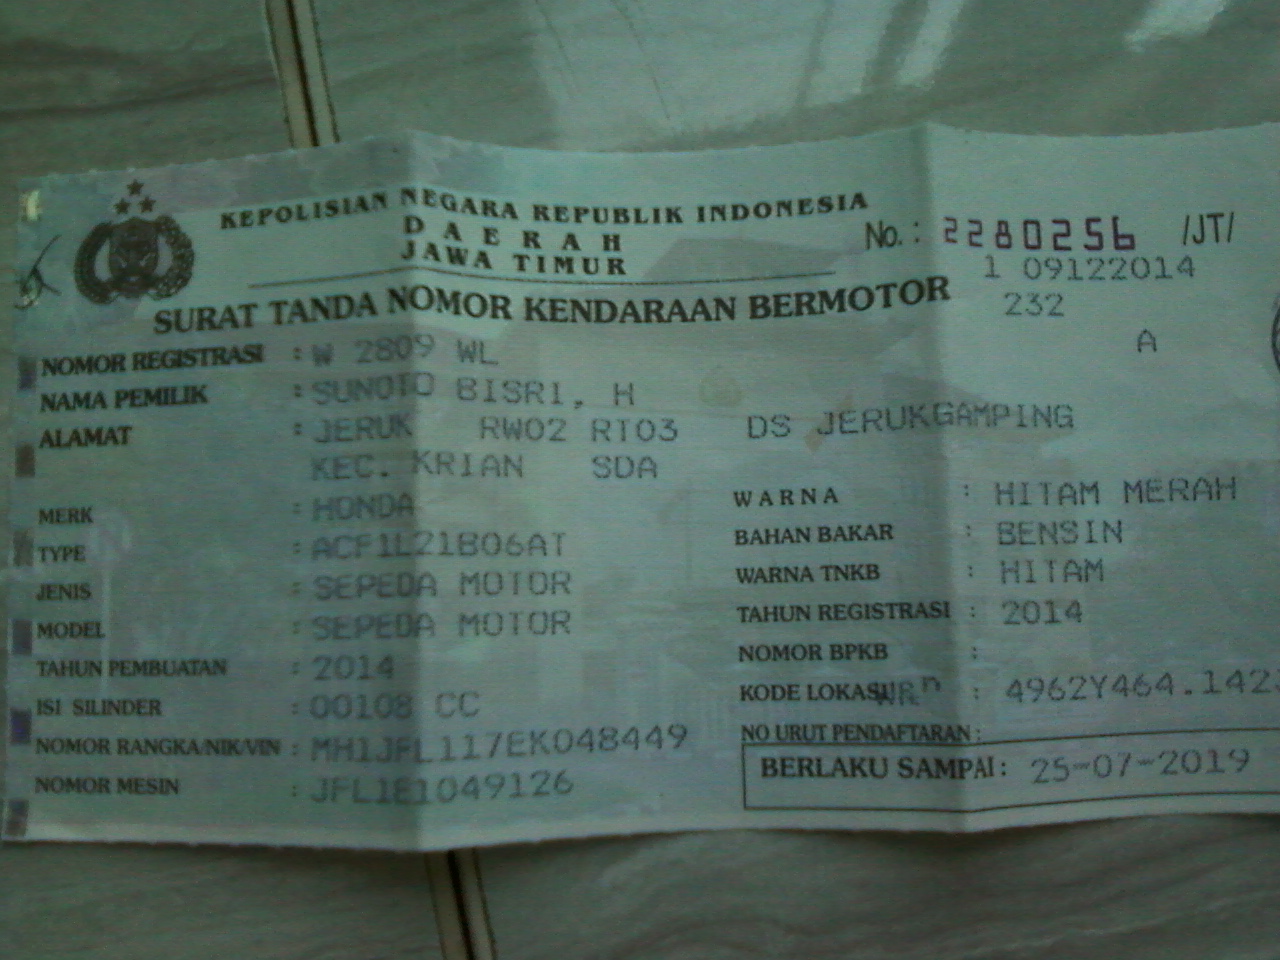 KEPOLISIAN NEGARA REPUBLIK INDONESIA
DAERAH
JAWA TIMUR
No.: 2280256 /JT/
1 09122014
SURAT TANDA NOMOR KENDARAAN BERMOTOR
232
A
NOMOR REGISTRASI : W 2809 WL
NAMA PEMILIK : SUNOTO BISRI, H
ALAMAT : JERUK RW02 RT03 DS JERUKGAMPING
KEC. KRIAN SDA
MERK : HONDA
TYPE : ACF1L21B06AT
JENIS : SEPEDA MOTOR
MODEL : SEPEDA MOTOR
TAHUN PEMBUATAN : 2014
ISI SILINDER : 00108 CC
NOMOR RANGKA/NIK/VIN : MH1JFL117EK048449
NOMOR MESIN : JFL1E1049126
WARNA : HITAM MERAH
BAHAN BAKAR : BENSIN
WARNA TNKB : HITAM
TAHUN REGISTRASI : 2014
NOMOR BPKB :
KODE LOKASI : 4962Y464.142
NO URUT PENDAFTARAN :
BERLAKU SAMPAI : 25-07-2019